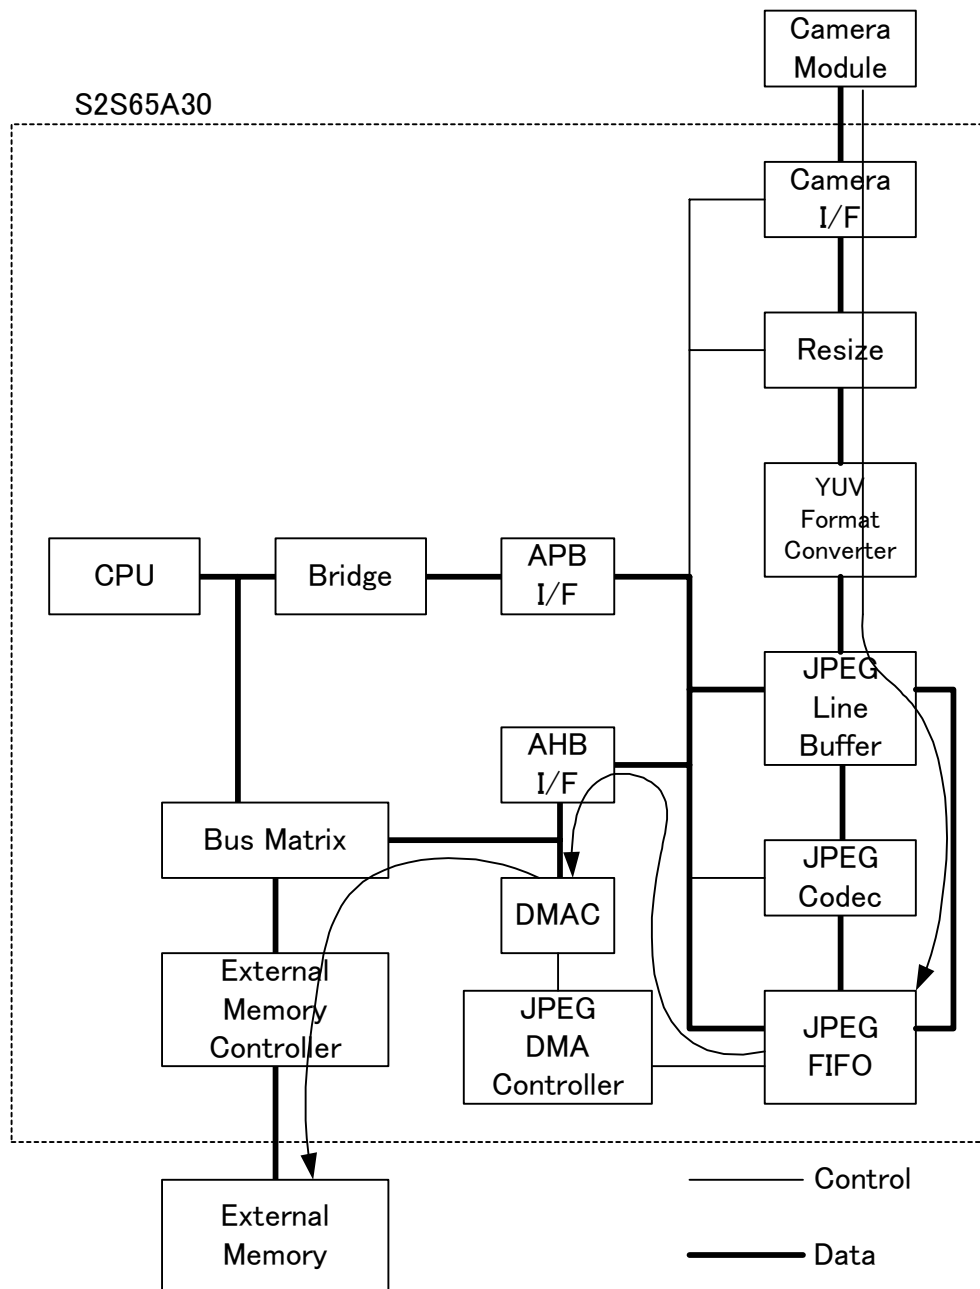 Camera
Module
S2S65A30
Camera
I/F
Resize
YUV
Format
Converter
CPU
Bridge
APB
I/F
JPEG
Line
Buffer
AHB
I/F
Bus Matrix
JPEG
Codec
DMAC
External
Memory
Controller
JPEG
DMA
Controller
JPEG
FIFO
External
Memory
Control
Data